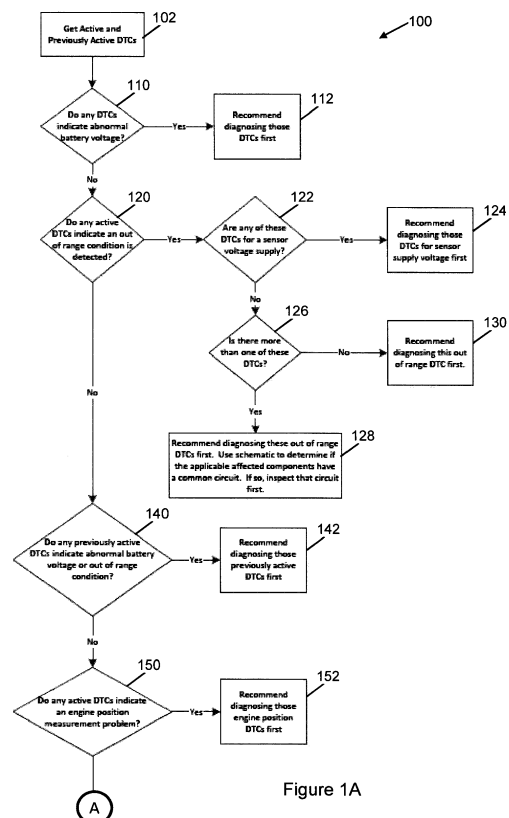 102
Get Active and
Previously Active DTCs
100
110
Do any DTCs
indicate abnormal
battery voltage?
Yes
112
Recommend
diagnosing those
DTCs first
No
120
Do any active
DTCs indicate an out
of range condition is
detected?
Yes
122
Are any of these
DTCs for a sensor
voltage supply?
Yes
124
Recommend
diagnosing those
DTCs for sensor
supply voltage first
No
126
Is there more
than one of these
DTCs?
No
130
Recommend
diagnosing this out
of range DTC first.
Yes
128
Recommend diagnosing these out of range
DTCs first. Use schematic to determine if
the applicable affected components have
a common circuit. If so, inspect that circuit
first.
No
140
Do any previously active
DTCs indicate abnormal battery
voltage or out of range
condition?
Yes
142
Recommend
diagnosing those
previously active
DTCs first
No
150
Do any active DTCs indicate
an engine position
measurement problem?
Yes
152
Recommend
diagnosing those
engine position
DTCs first
A
Figure 1A